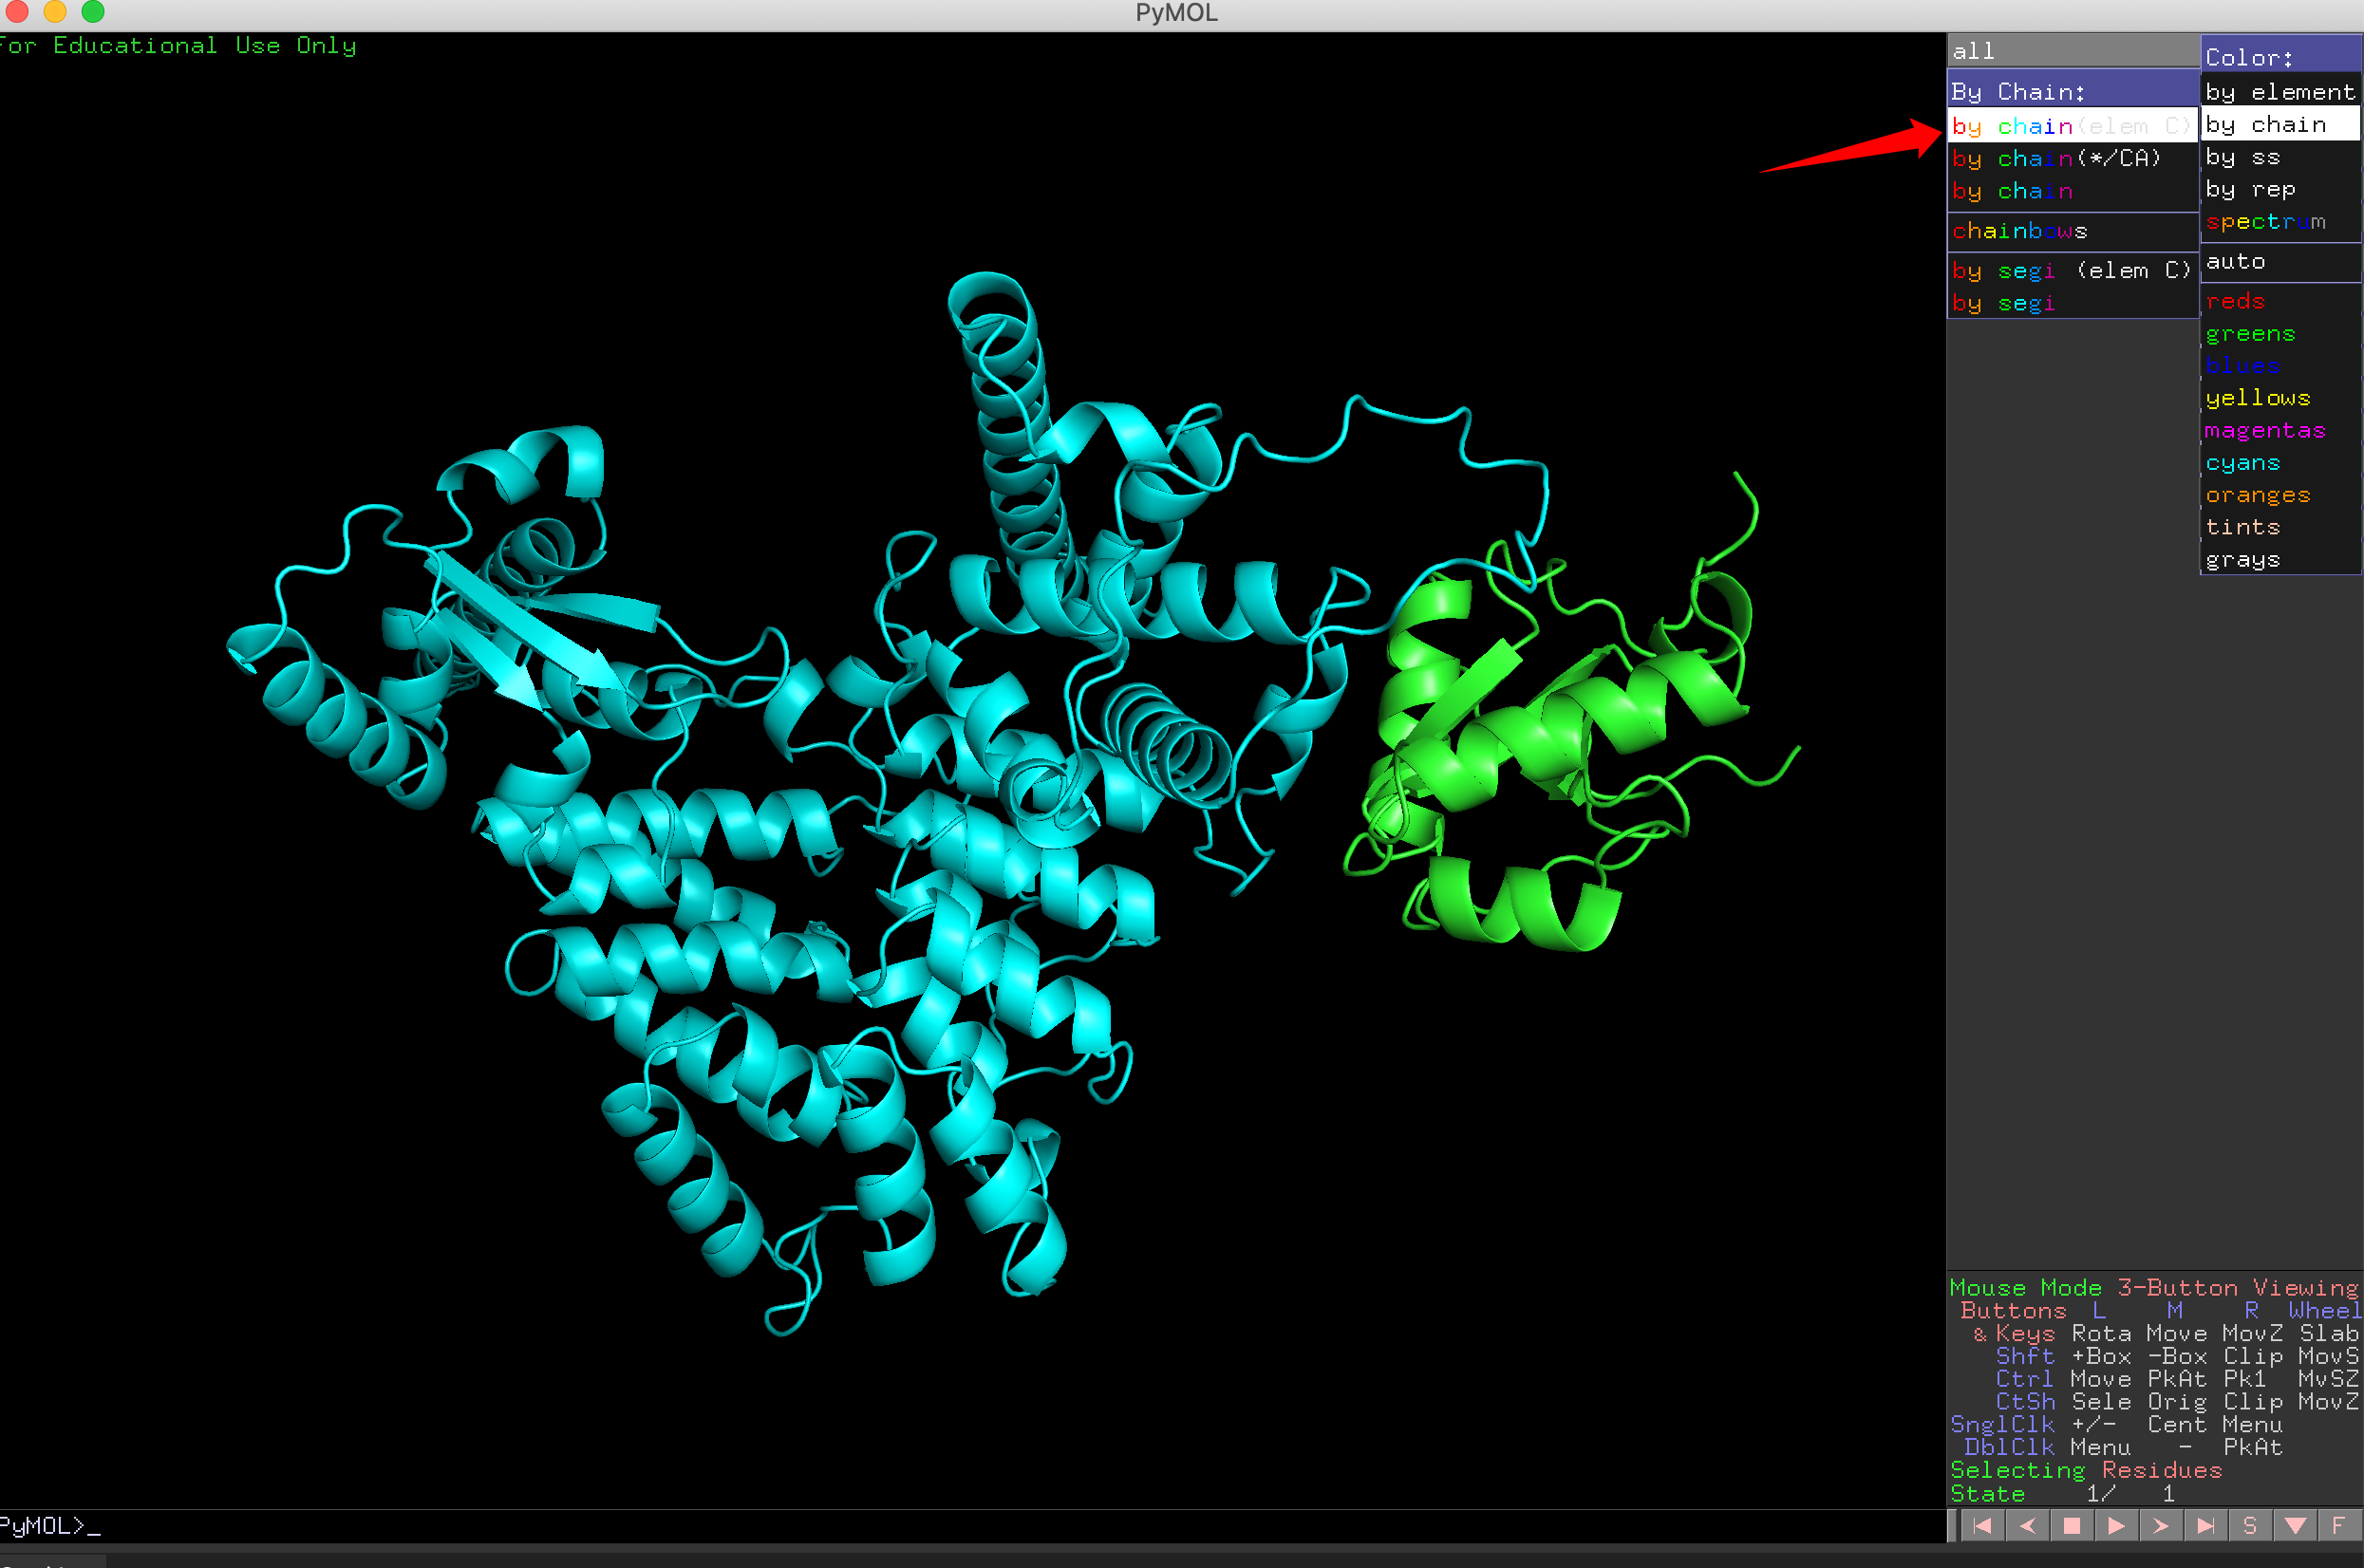 PyMOL
For Educational Use Only
all
By Chain:
by chain(elem C)
by chain(*/CA)
by chain
chainbows
by segi (elem C)
by segi
Color:
by element
by chain
by ss
by rep
spectrum
auto
reds
greens
blues
yellows
magentas
cyans
oranges
tints
grays
Mouse Mode 3-Button Viewing
Buttons L M R Wheel
& Keys Rota Move MovZ Slab
Shft +Box -Box Clip MovS
Ctrl Move PkAt Pk1 MvSZ
CtSh Sele Orig Clip MovZ
SnglClk +/- Cent Menu
DblClk Menu - PkAt
Selecting Residues
State 1/ 1
PyMOL>_
S F